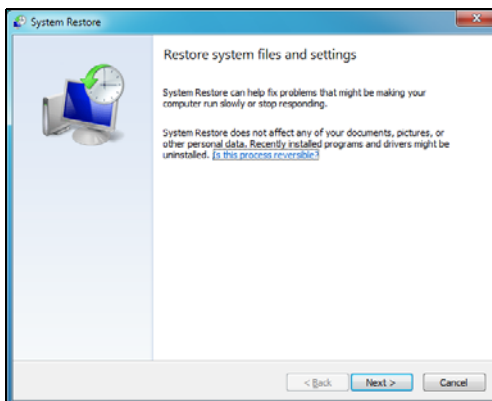 System Restore
Restore system files and settings
System Restore can help fix problems that might be making your
computer run slowly or stop responding.
System Restore does not affect any of your documents, pictures, or
other personal data. Recently installed programs and drivers might be
uninstalled. Is this process reversible?
< Back Next > Cancel